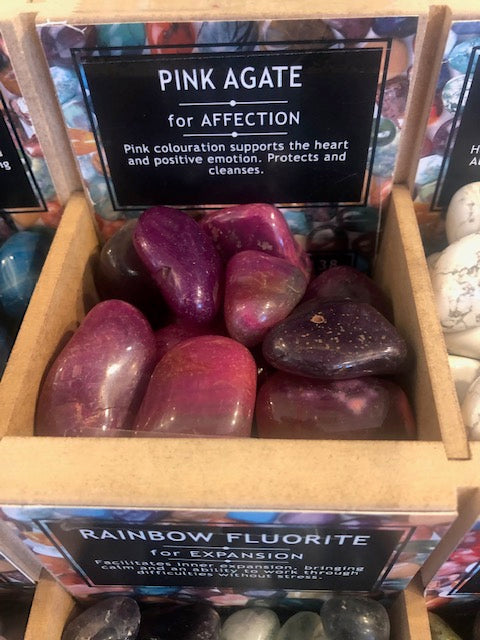 PINK AGATE
for AFFECTION
Pink colouration supports the heart
and positive emotion. Protects and
cleanses.
38
RAINBOW FLUORITE
for EXPANSION
Facilitates inner expansion, bringing
calm and an ability to work through
difficulties without stress.